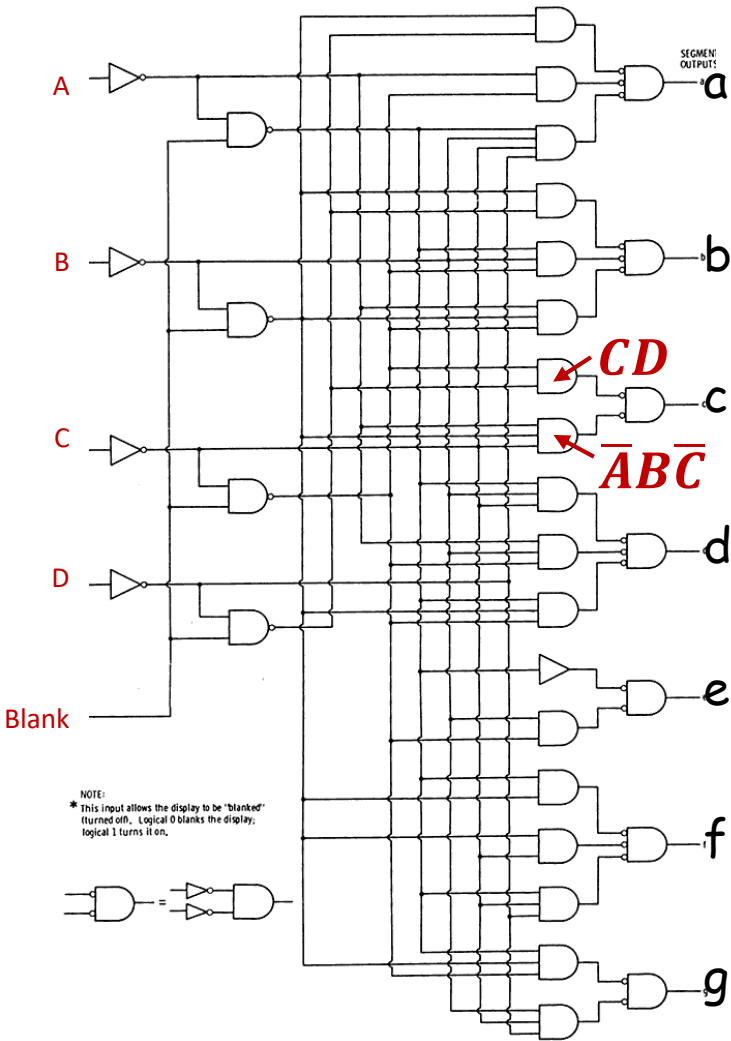 SEGMENT
OUTPUTS
A
a
B
b
CD
C
c
A̅BC̅
d
D
e
Blank
NOTE:
* This input allows the display to be "blanked"
(turned off). Logical 0 blanks the display;
logical 1 turns it on.
f
=
g